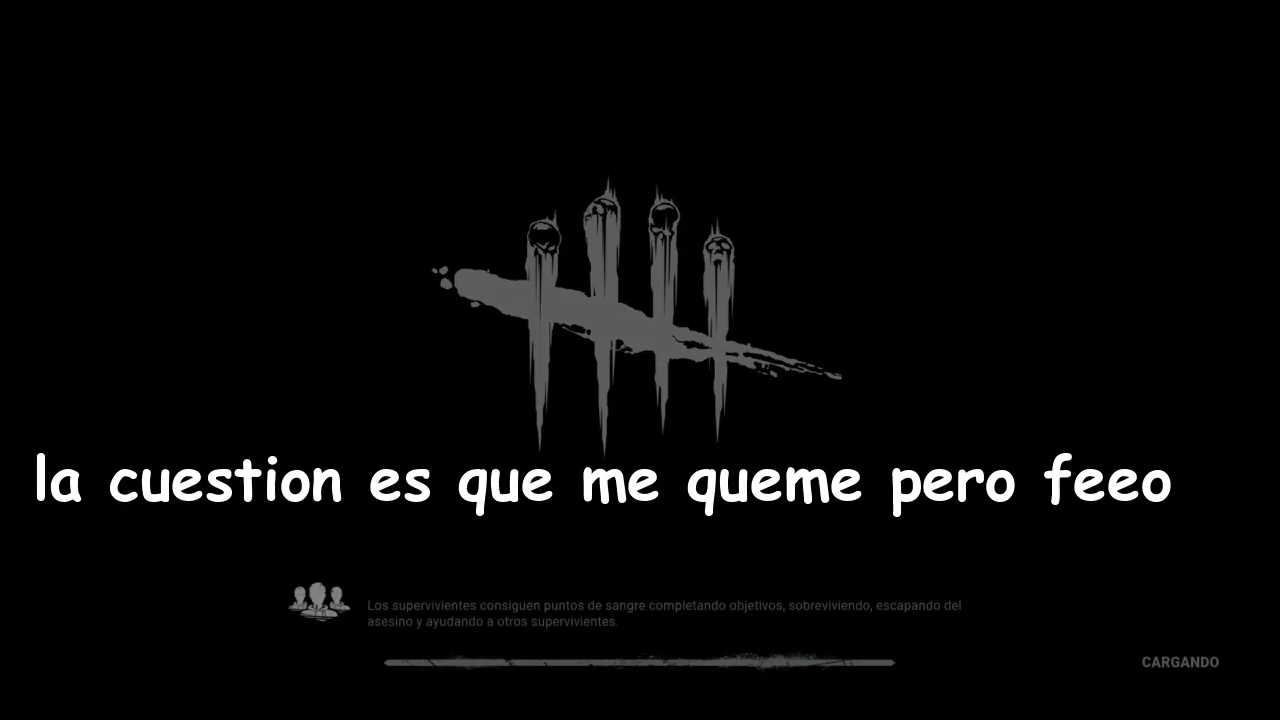 la cuestion es que me queme pero feeo
Los supervivientes consiguen puntos de sangre completando objetivos, sobreviviendo, escapando del
asesino y ayudando a otros supervivientes.
CARGANDO